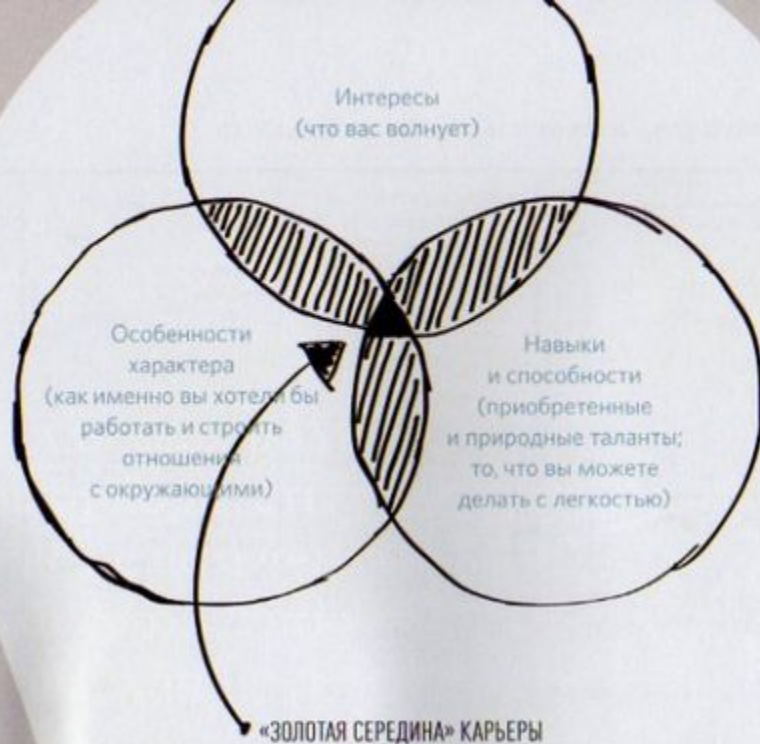 Интересы
(что вас волнует)
Особенности
характера
(как именно вы хотели бы
работать и строить
отношения
с окружающими)
Навыки
и способности
(приобретенные
и природные таланты;
то, что вы можете
делать с легкостью)
«ЗОЛОТАЯ СЕРЕДИНА» КАРЬЕРЫ